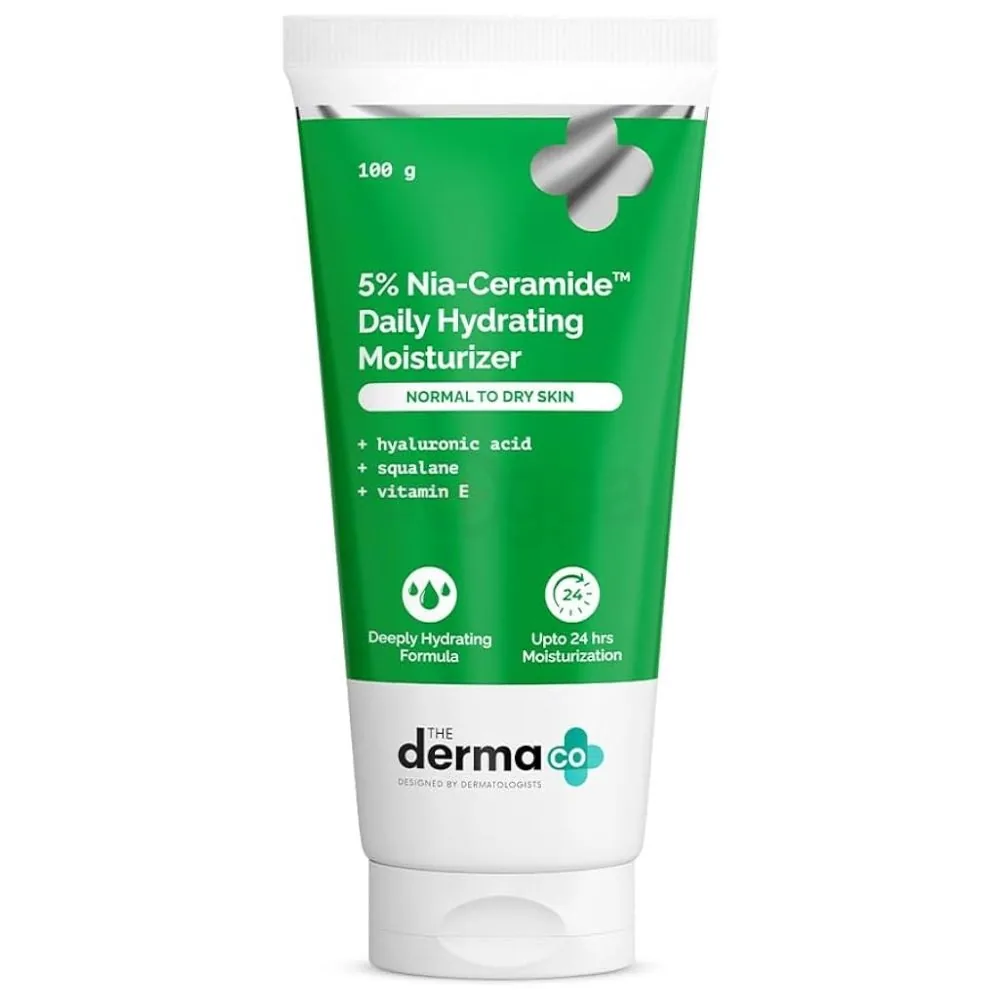 100 g
5% Nia-Ceramide™
Daily Hydrating
Moisturizer
NORMAL TO DRY SKIN
+ hyaluronic acid
+ squalane
+ vitamin E
24
Deeply Hydrating
Formula
Upto 24 hrs
Moisturization
THE
derma co
DESIGNED BY DERMATOLOGISTS